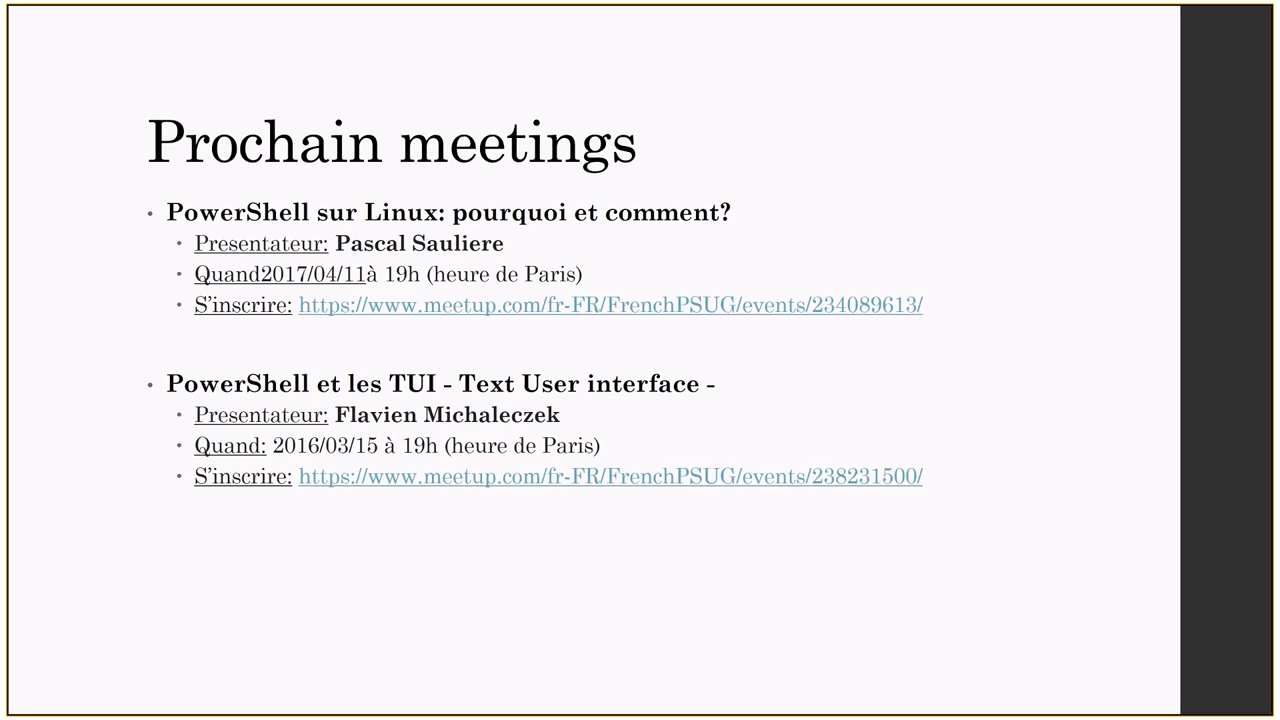 Prochain meetings
• PowerShell sur Linux: pourquoi et comment?
• Presentateur: Pascal Sauliere
• Quand2017/04/11à 19h (heure de Paris)
• S'inscrire: https://www.meetup.com/fr-FR/FrenchPSUG/events/234089613/
• PowerShell et les TUI - Text User interface -
• Presentateur: Flavien Michaleczek
• Quand: 2016/03/15 à 19h (heure de Paris)
• S'inscrire: https://www.meetup.com/fr-FR/FrenchPSUG/events/238231500/